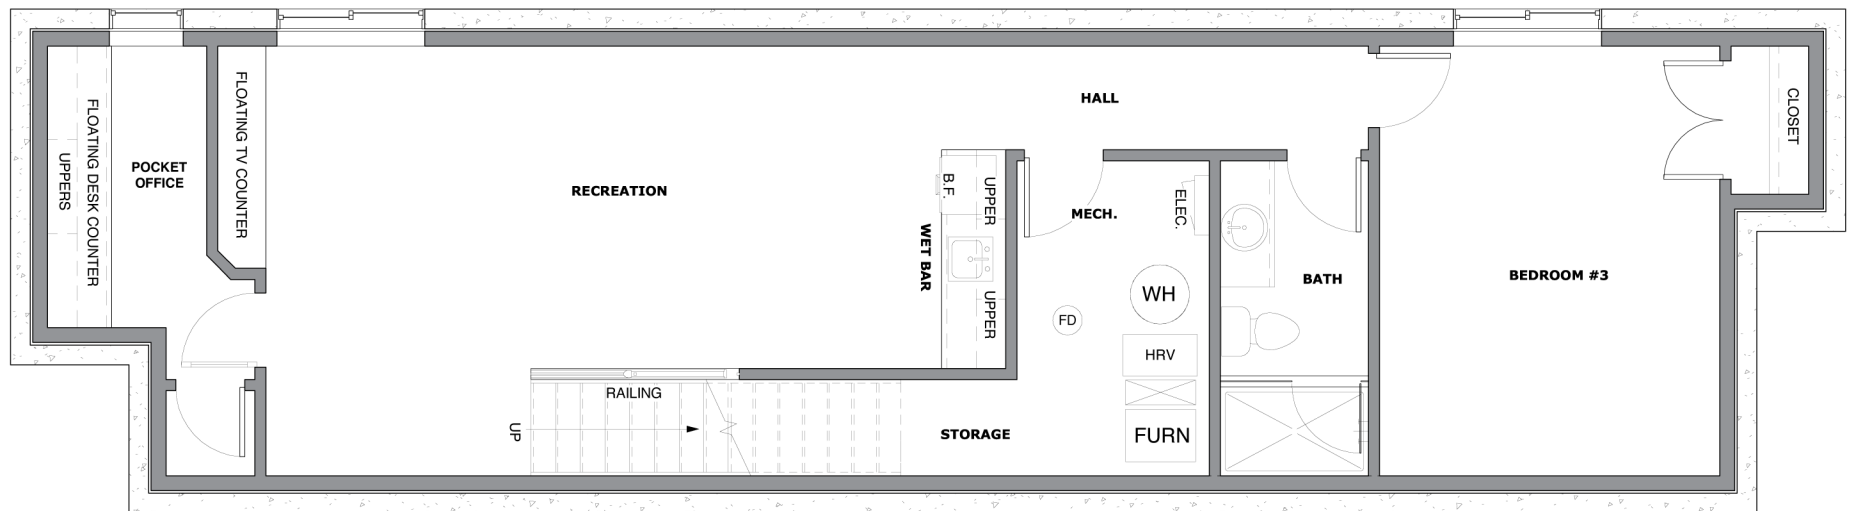 UPPERS
FLOATING DESK COUNTER
POCKET
OFFICE
FLOATING TV COUNTER
RECREATION
HALL
WET BAR
B.F.
UPPER
UPPER
MECH.
ELEC.
WH
FD
HRV
FURN
BATH
BEDROOM #3
CLOSET
RAILING
UP
STORAGE